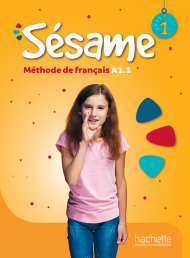 Sésame 1
Méthode de français A1.1
hachette